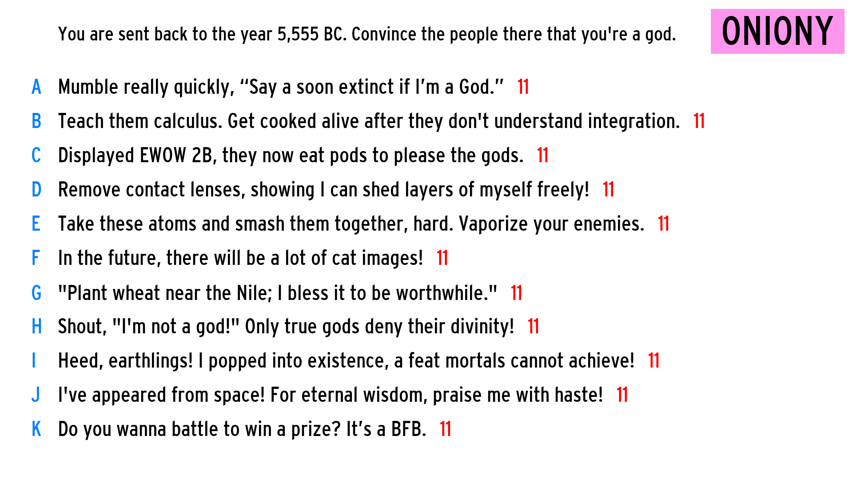 You are sent back to the year 5,555 BC. Convince the people there that you're a god.
ONIONY
A Mumble really quickly, “Say a soon extinct if I’m a God.” 11
B Teach them calculus. Get cooked alive after they don't understand integration. 11
C Displayed EWOW 2B, they now eat pods to please the gods. 11
D Remove contact lenses, showing I can shed layers of myself freely! 11
E Take these atoms and smash them together, hard. Vaporize your enemies. 11
F In the future, there will be a lot of cat images! 11
G "Plant wheat near the Nile; I bless it to be worthwhile." 11
H Shout, "I'm not a god!" Only true gods deny their divinity! 11
I Heed, earthlings! I popped into existence, a feat mortals cannot achieve! 11
J I've appeared from space! For eternal wisdom, praise me with haste! 11
K Do you wanna battle to win a prize? It’s a BFB. 11